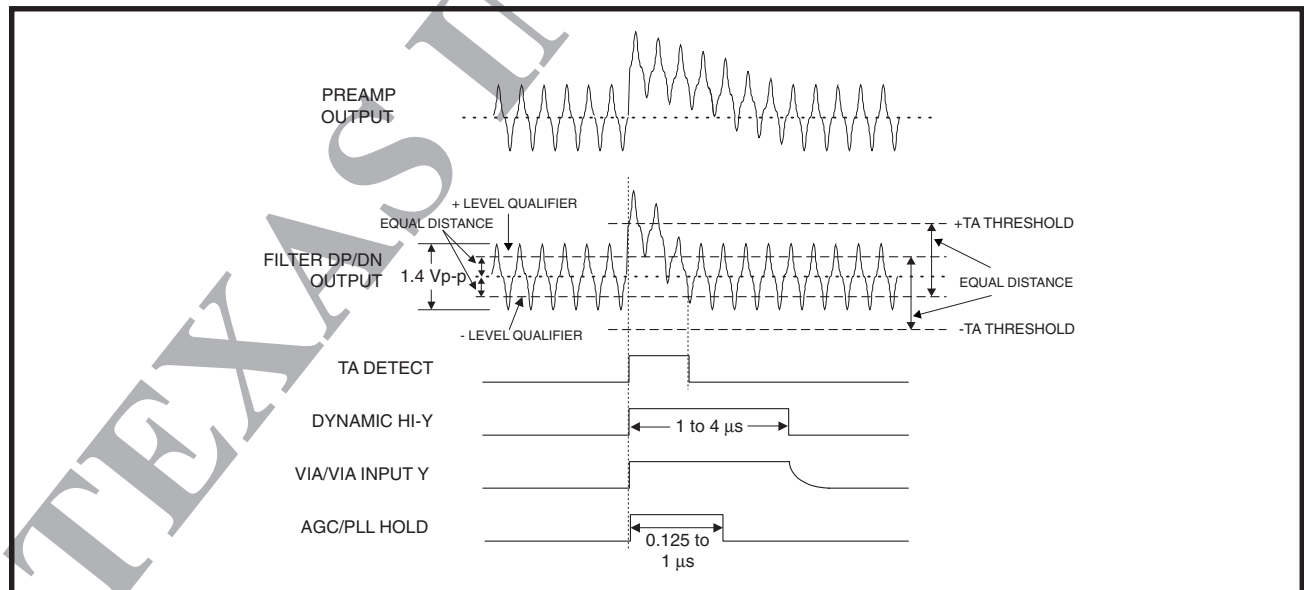 TEXAS I
PREAMP
OUTPUT
+ LEVEL QUALIFIER
EQUAL DISTANCE
+TA THRESHOLD
FILTER DP/DN
OUTPUT
1.4 Vp-p
EQUAL DISTANCE
- LEVEL QUALIFIER
-TA THRESHOLD
TA DETECT
DYNAMIC HI-Y
1 to 4 μs
VIA/VIA INPUT Y
AGC/PLL HOLD
0.125 to
1 μs